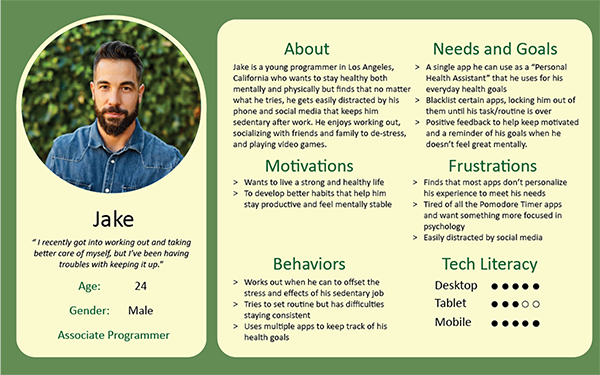 Jake
“ I recently got into working out and taking
better care of myself, but I’ve been having
troubles with keeping it up.”
Age: 24
Gender: Male
Associate Programmer
About
Jake is a young programmer in Los Angeles,
California who wants to stay healthy both
mentally and physically but finds that no matter
what he tries, he gets easily distracted by his
phone and social media that keeps him
sedentary after work. He enjoys working out,
socializing with friends and family to de-stress,
and playing video games.
Needs and Goals
> A single app he can use as a “Personal
Health Assistant” that he uses for his
everyday health goals
> Blacklist certain apps, locking him out of
them until his task/routine is over
> Positive feedback to help keep motivated
and a reminder of his goals when he
doesn’t feel great mentally.
Motivations
> Wants to live a strong and healthy life
> To develop better habits that help him
stay productive and feel mentally stable
Frustrations
> Finds that most apps don’t personalize
his experience to meet his needs
> Tired of all the Pomodore Timer apps
and want something more focused in
psychology
> Easily distracted by social media
Behaviors
> Works out when he can to offset the
stress and effects of his sedentary job
> Tries to set routine but has difficulties
staying consistent
> Uses multiple apps to keep track of his
health goals
Tech Literacy
Desktop
Tablet
Mobile